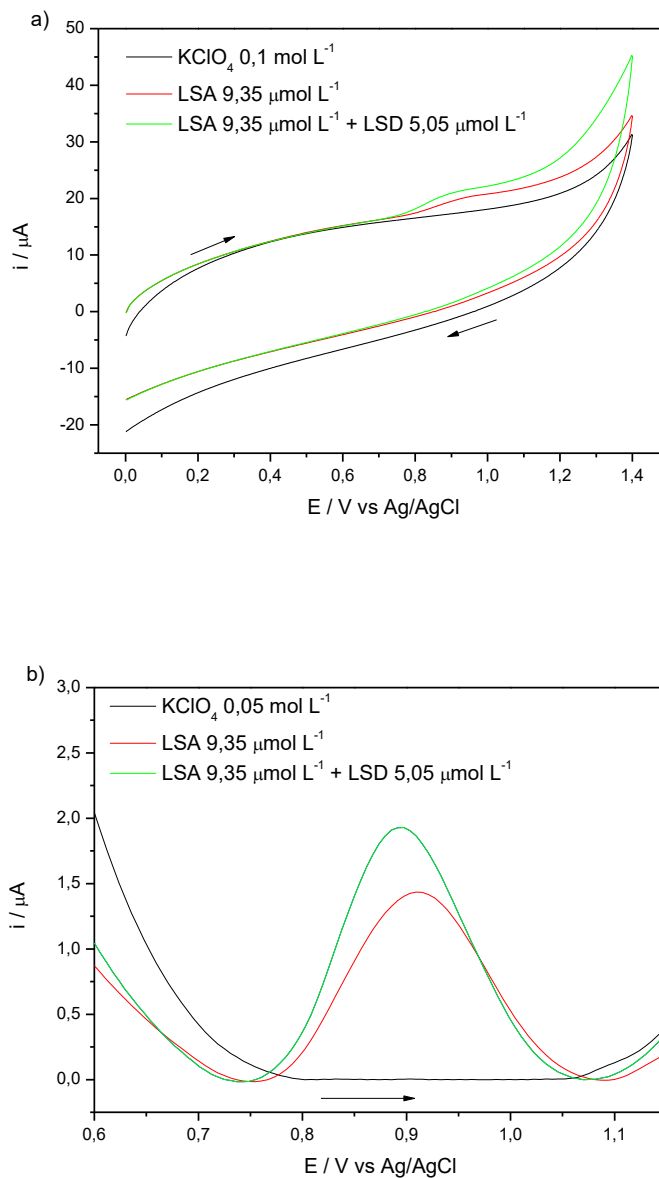 a)
50
40
30
20
10
0
-10
-20
i / µA
KClO₄ 0,1 mol L⁻¹
LSA 9,35 µmol L⁻¹
LSA 9,35 µmol L⁻¹ + LSD 5,05 µmol L⁻¹
0,0 0,2 0,4 0,6 0,8 1,0 1,2 1,4
E / V vs Ag/AgCl
b)
3,0
2,5
2,0
1,5
1,0
0,5
0,0
i / µA
KClO₄ 0,05 mol L⁻¹
LSA 9,35 µmol L⁻¹
LSA 9,35 µmol L⁻¹ + LSD 5,05 µmol L⁻¹
0,6 0,7 0,8 0,9 1,0 1,1
E / V vs Ag/AgCl